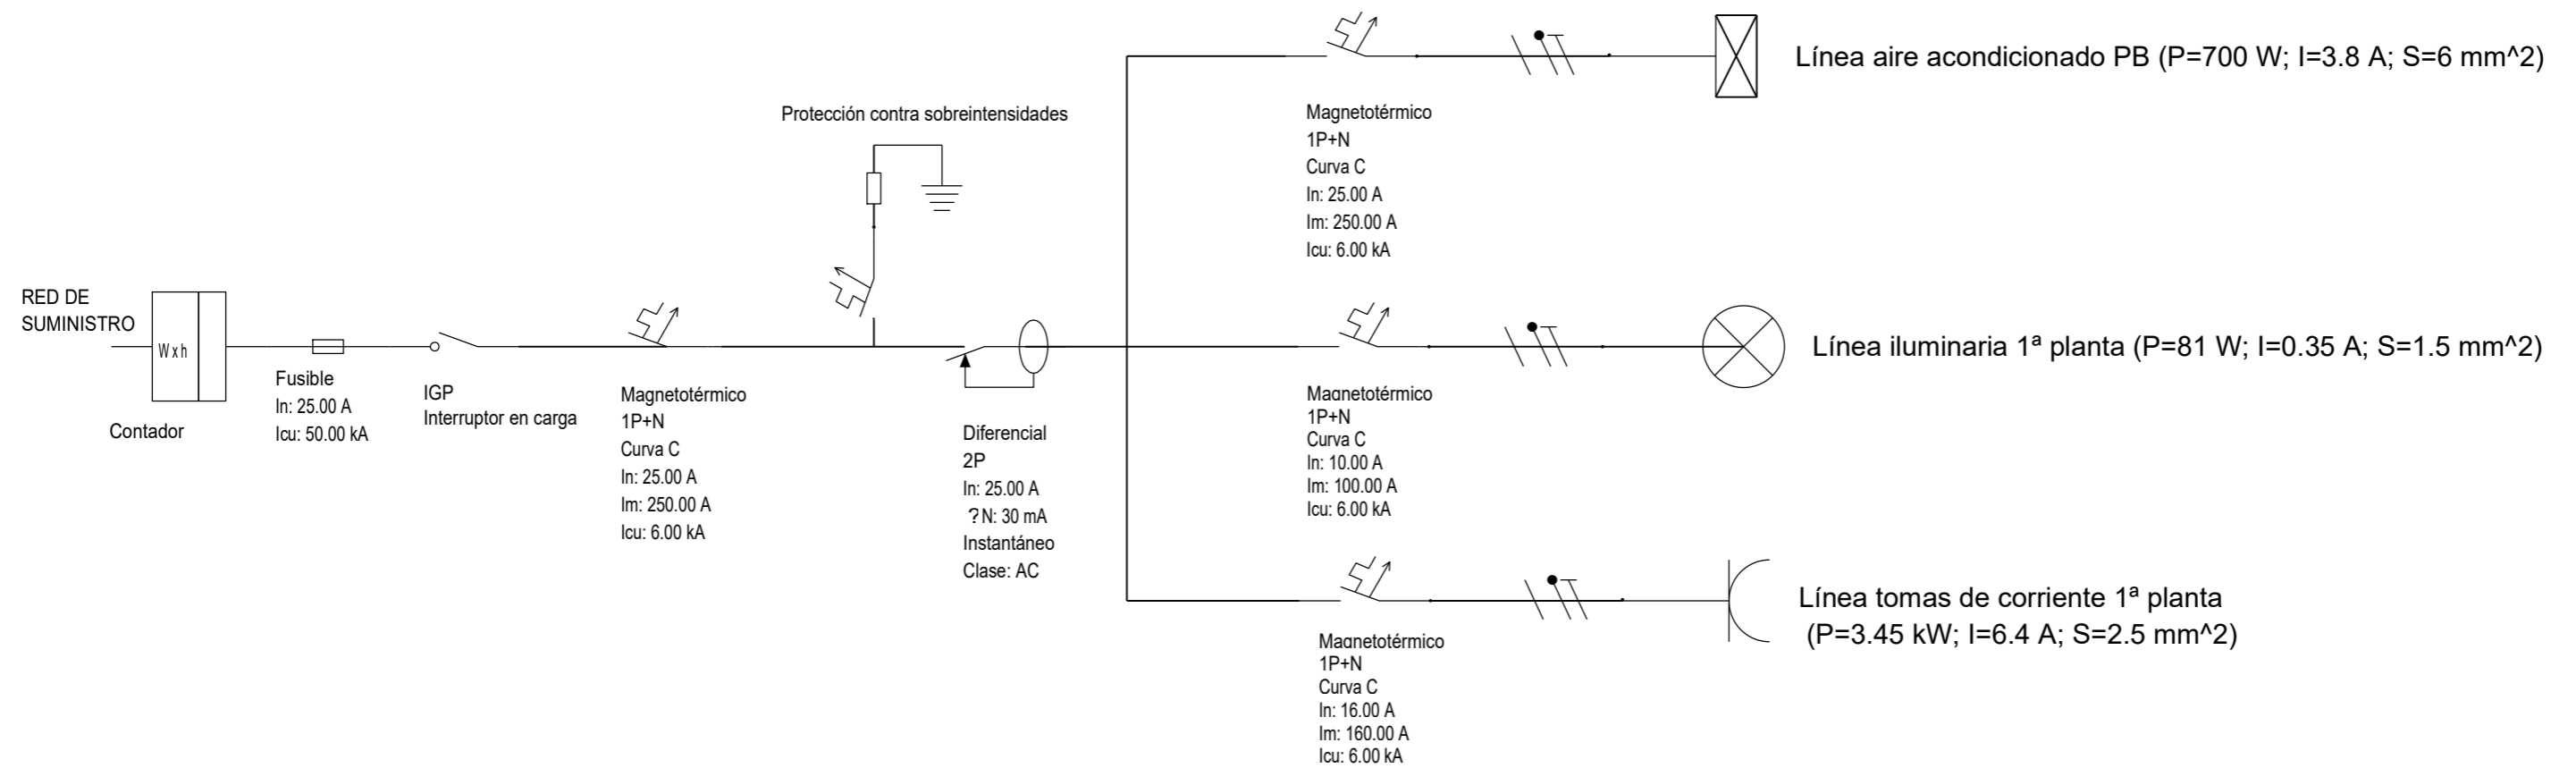 RED DE
SUMINISTRO
Wxh
Contador
Fusible
In: 25.00 A
Icu: 50.00 kA
IGP
Interruptor en carga
Magnetotérmico
1P+N
Curva C
In: 25.00 A
Im: 250.00 A
Icu: 6.00 kA
Protección contra sobreintensidades
Diferencial
2P
In: 25.00 A
?N: 30 mA
Instantáneo
Clase: AC
Magnetotérmico
1P+N
Curva C
In: 25.00 A
Im: 250.00 A
Icu: 6.00 kA
Línea aire acondicionado PB (P=700 W; I=3.8 A; S=6 mm^2)
Magnetotérmico
1P+N
Curva C
In: 10.00 A
Im: 100.00 A
Icu: 6.00 kA
Línea iluminaria 1ª planta (P=81 W; I=0.35 A; S=1.5 mm^2)
Magnetotérmico
1P+N
Curva C
In: 16.00 A
Im: 160.00 A
Icu: 6.00 kA
Línea tomas de corriente 1ª planta
(P=3.45 kW; I=6.4 A; S=2.5 mm^2)